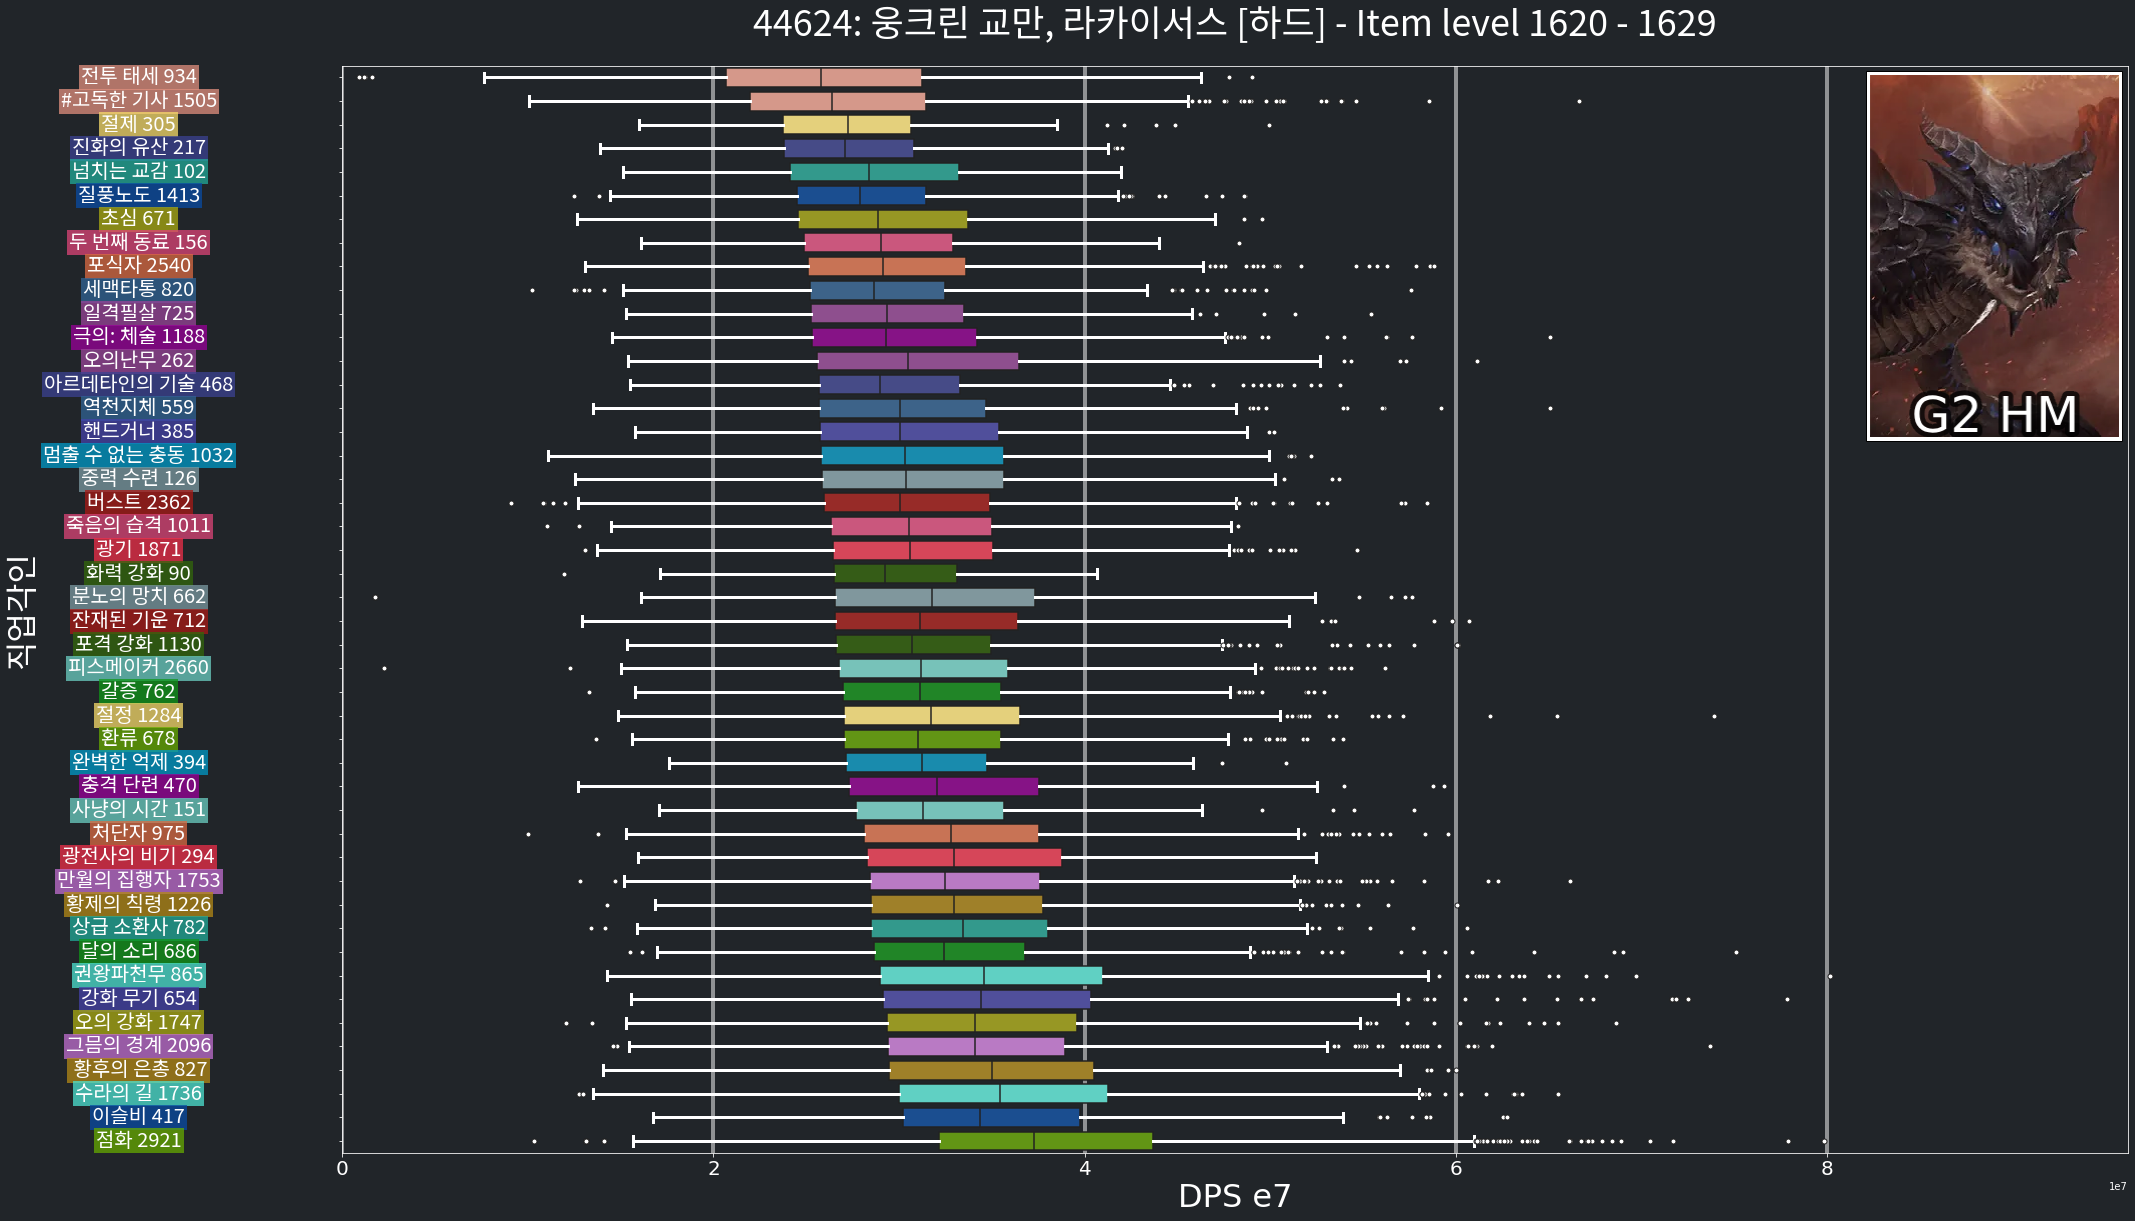 44624: 웅크린 교만, 라카이서스 [하드] - Item level 1620 - 1629
전투 태세 934
#고독한 기사 1505
절제 305
진화의 유산 217
넘치는 교감 102
질풍노도 1413
초심 671
두 번째 동료 156
포식자 2540
세맥타통 820
일격필살 725
극의: 체술 1188
오의난무 262
아르데타인의 기술 468
역천지체 559
핸드거너 385
멈출 수 없는 충동 1032
중력 수련 126
버스트 2362
죽음의 습격 1011
광기 1871
화력 강화 90
분노의 망치 662
잔재된 기운 712
포격 강화 1130
피스메이커 2660
갈증 762
절정 1284
환류 678
완벽한 억제 394
충격 단련 470
사냥의 시간 151
처단자 975
광전사의 비기 294
만월의 집행자 1753
황제의 칙령 1226
상급 소환사 782
달의 소리 686
권왕파천무 865
강화 무기 654
오의 강화 1747
그믐의 경계 2096
황후의 은총 827
수라의 길 1736
이슬비 417
점화 2921
직업각인
G2 HM
0 2 4 6 8
DPS e7
1e7